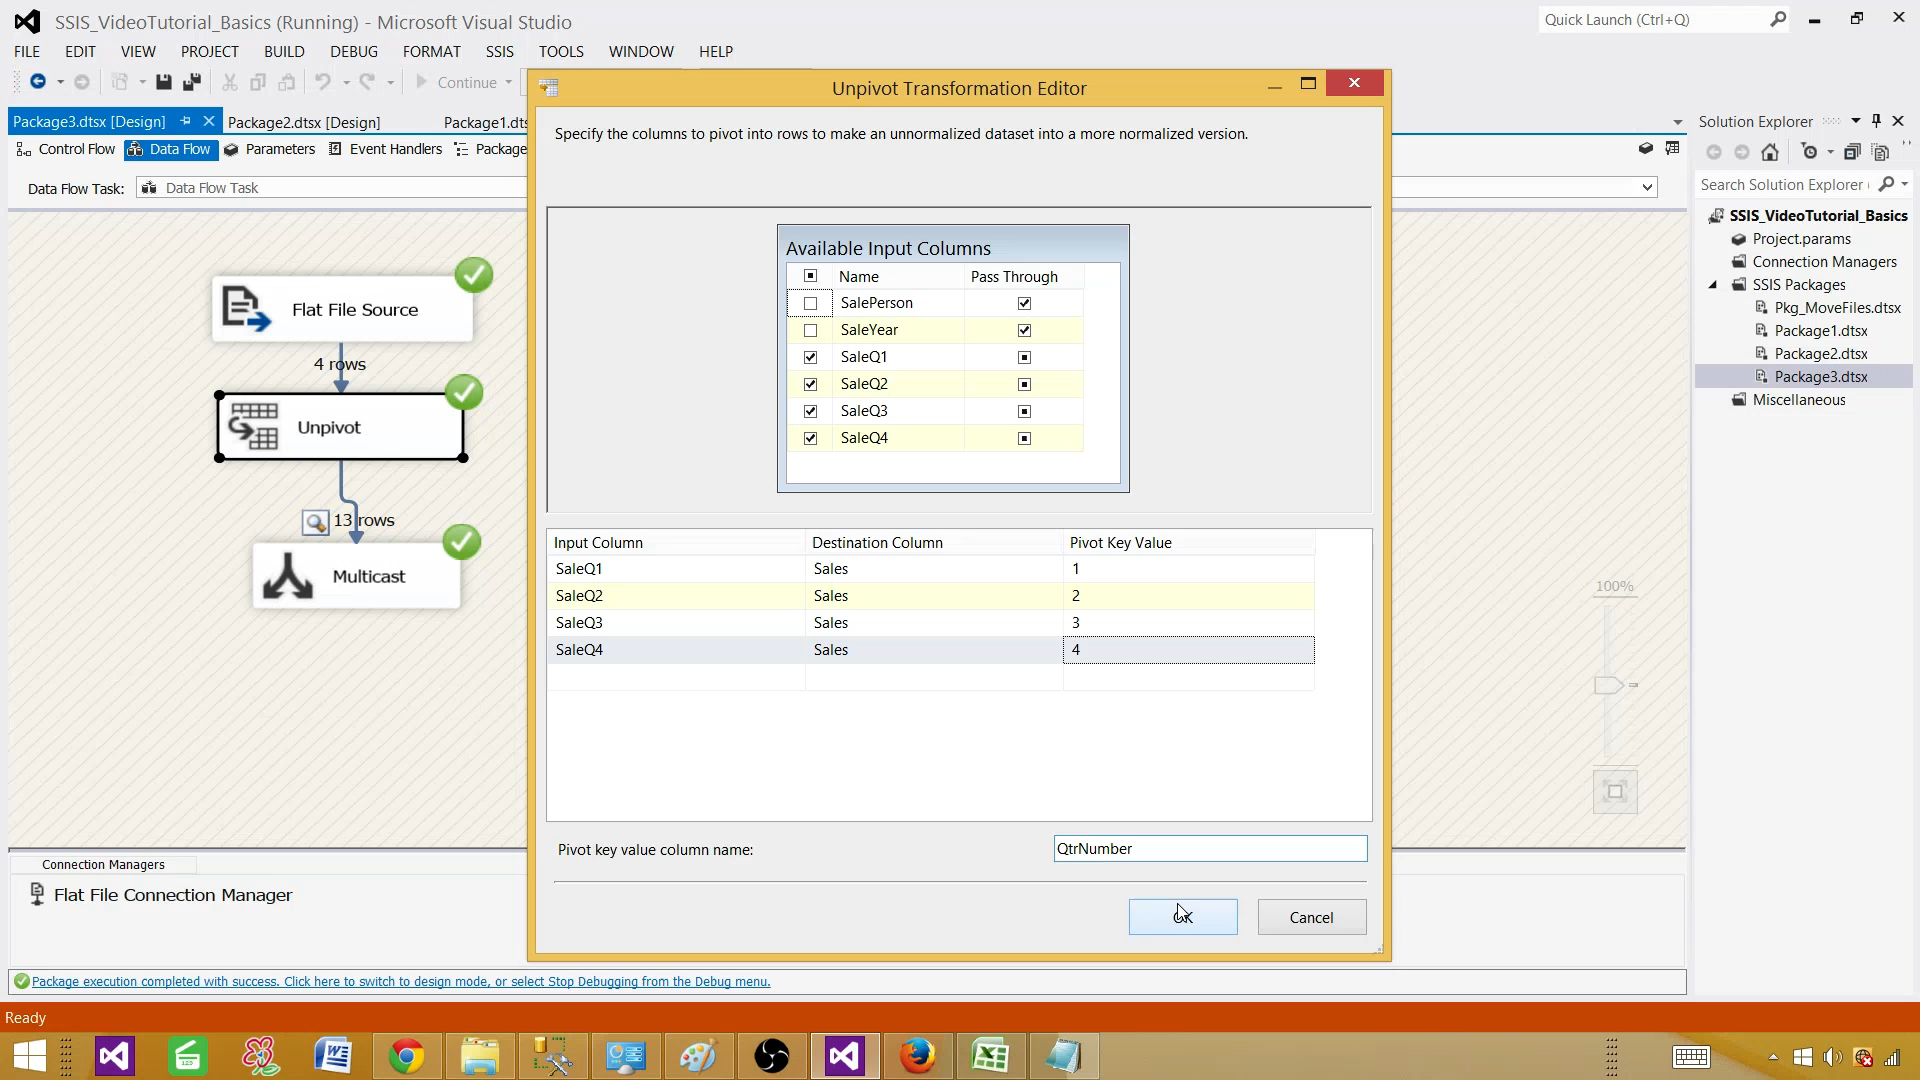 SSIS_VideoTutorial_Basics (Running) - Microsoft Visual Studio
Quick Launch (Ctrl+Q)
FILE EDIT VIEW PROJECT BUILD DEBUG FORMAT SSIS TOOLS WINDOW HELP
Continue
Package3.dtsx [Design] Package2.dtsx [Design] Package1.dts
Control Flow Data Flow Parameters Event Handlers Package
Data Flow Task: Data Flow Task
Flat File Source
4 rows
Unpivot
13 rows
Multicast
Unpivot Transformation Editor
Specify the columns to pivot into rows to make an unnormalized dataset into a more normalized version.
Available Input Columns
Name Pass Through
SalePerson
SaleYear
SaleQ1
SaleQ2
SaleQ3
SaleQ4
Input Column Destination Column Pivot Key Value
SaleQ1 Sales 1
SaleQ2 Sales 2
SaleQ3 Sales 3
SaleQ4 Sales 4
Pivot key value column name: QtrNumber
OK Cancel
100%
Solution Explorer
Search Solution Explorer
SSIS_VideoTutorial_Basics
Project.params
Connection Managers
SSIS Packages
Pkg_MoveFiles.dtsx
Package1.dtsx
Package2.dtsx
Package3.dtsx
Miscellaneous
Connection Managers
Flat File Connection Manager
Package execution completed with success. Click here to switch to design mode, or select Stop Debugging from the Debug menu.
Ready